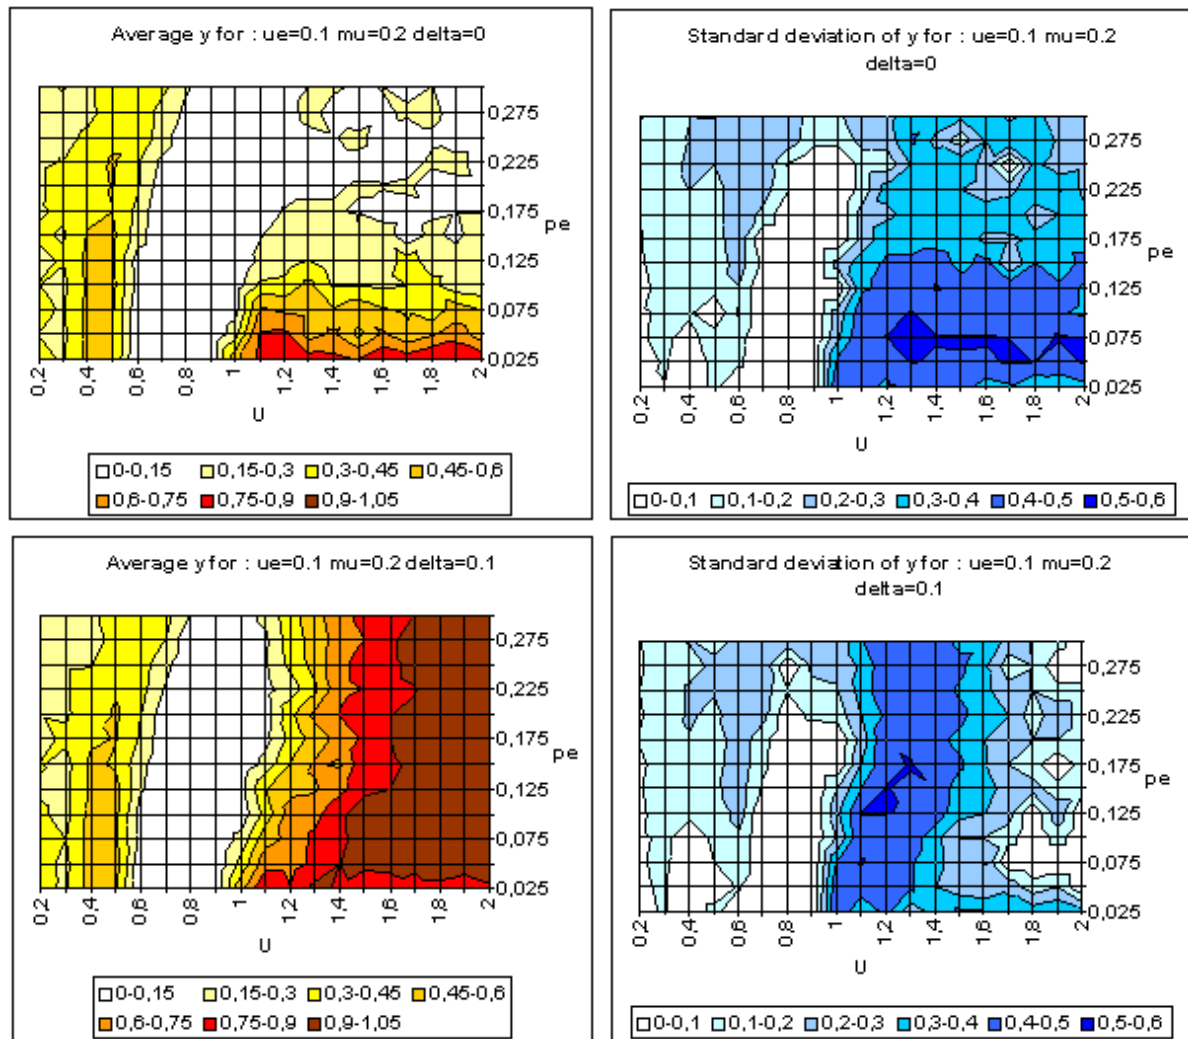 Average y for : ue=0.1 mu=0.2 delta=0
0,275
0,225
0,175
pe
0,125
0,075
0,025
0,2 0,4 0,6 0,8 1 1,2 1,4 1,6 1,8 2
U
0-0,15 0,15-0,3 0,3-0,45 0,45-0,6
0,6-0,75 0,75-0,9 0,9-1,05
Standard deviation of y for : ue=0.1 mu=0.2
delta=0
0,275
0,225
0,175
pe
0,125
0,075
0,025
0,2 0,4 0,6 0,8 1 1,2 1,4 1,6 1,8 2
U
0-0,1 0,1-0,2 0,2-0,3 0,3-0,4 0,4-0,5 0,5-0,6
Average y for : ue=0.1 mu=0.2 delta=0.1
0,275
0,225
0,175
pe
0,125
0,075
0,025
0,2 0,4 0,6 0,8 1 1,2 1,4 1,6 1,8 2
U
0-0,15 0,15-0,3 0,3-0,45 0,45-0,6
0,6-0,75 0,75-0,9 0,9-1,05
Standard deviation of y for : ue=0.1 mu=0.2
delta=0.1
0,275
0,225
0,175
pe
0,125
0,075
0,025
0,2 0,4 0,6 0,8 1 1,2 1,4 1,6 1,8 2
U
0-0,1 0,1-0,2 0,2-0,3 0,3-0,4 0,4-0,5 0,5-0,6